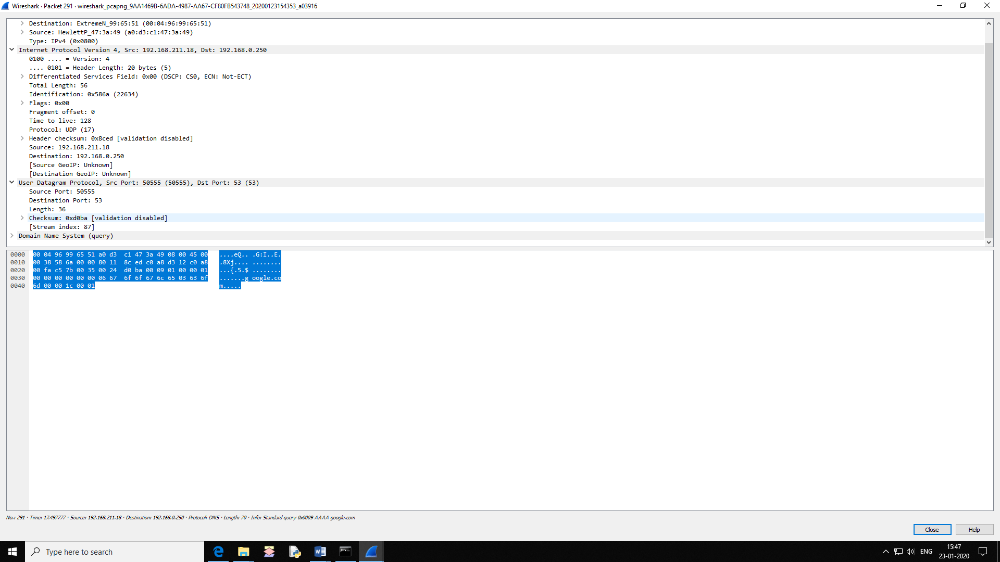 Wireshark · Packet 291 · wireshark_pcapng_9AA1469B-6ADA-4987-AA67-CF80FB543748_20200123154353_a03916
Destination: ExtremeN_99:65:51 (00:04:96:99:65:51)
Source: HewlettP_47:3a:49 (a0:d3:c1:47:3a:49)
Type: IPv4 (0x0800)
Internet Protocol Version 4, Src: 192.168.211.18, Dst: 192.168.0.250
0100 .... = Version: 4
.... 0101 = Header Length: 20 bytes (5)
Differentiated Services Field: 0x00 (DSCP: CS0, ECN: Not-ECT)
Total Length: 56
Identification: 0x586a (22634)
Flags: 0x00
Fragment offset: 0
Time to live: 128
Protocol: UDP (17)
Header checksum: 0x8ced [validation disabled]
Source: 192.168.211.18
Destination: 192.168.0.250
[Source GeoIP: Unknown]
[Destination GeoIP: Unknown]
User Datagram Protocol, Src Port: 50555 (50555), Dst Port: 53 (53)
Source Port: 50555
Destination Port: 53
Length: 36
Checksum: 0xd0ba [validation disabled]
[Stream index: 87]
Domain Name System (query)
0000 00 04 96 99 65 51 a0 d3 c1 47 3a 49 08 00 45 00 ....eQ.. .G:I..E.
0010 00 38 58 6a 00 00 80 11 8c ed c0 a8 d3 12 c0 a8 .8Xj.... ........
0020 00 fa c5 7b 00 35 00 24 d0 ba 00 09 01 00 00 01 ...{.5.$ ........
0030 00 00 00 00 00 00 06 67 6f 6f 67 6c 65 03 63 6f .......g oogle.co
0040 6d 00 00 1c 00 01 m.....
No.: 291 · Time: 17.497777 · Source: 192.168.211.18 · Destination: 192.168.0.250 · Protocol: DNS · Length: 70 · Info: Standard query 0x0009 AAAA google.com
Close Help
Type here to search
ENG
15:47
23-01-2020